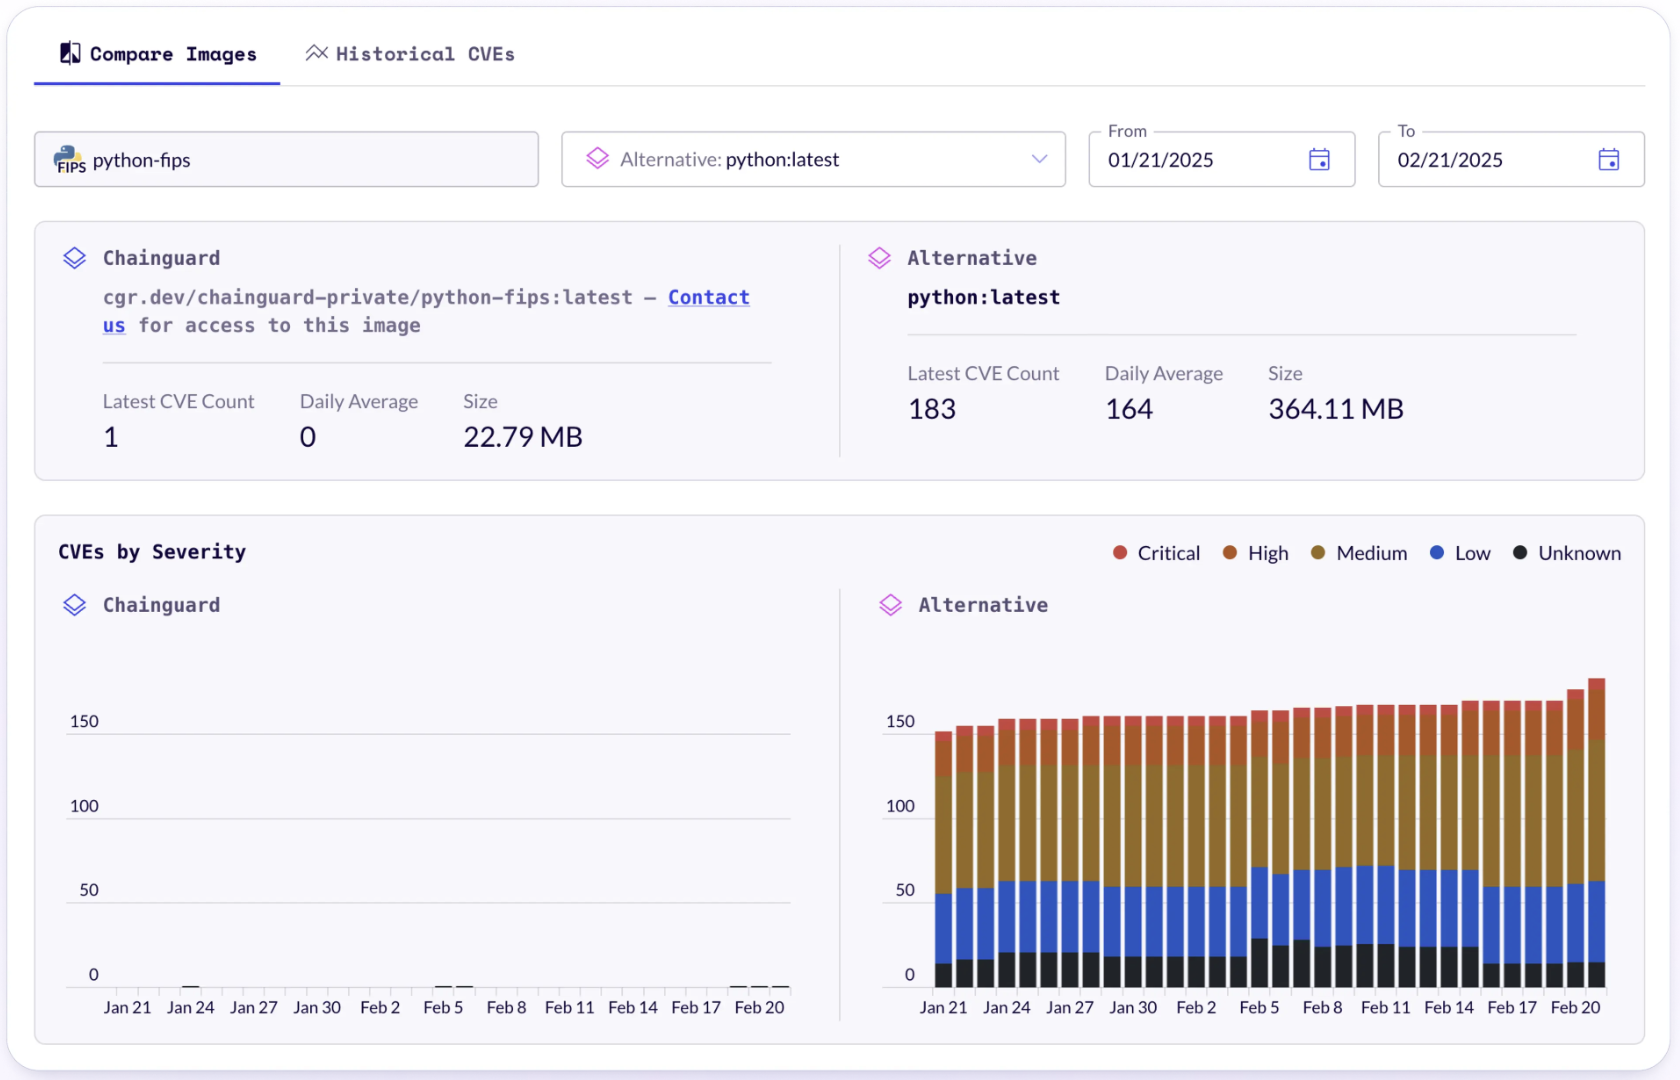 Compare Images
Historical CVEs
FIPS
python-fips
Alternative: python:latest
From
01/21/2025
To
02/21/2025
Chainguard
cgr.dev/chainguard-private/python-fips:latest – Contact
us for access to this image
Latest CVE Count
Daily Average
Size
1
0
22.79 MB
Alternative
python:latest
Latest CVE Count
Daily Average
Size
183
164
364.11 MB
CVEs by Severity
Critical
High
Medium
Low
Unknown
Chainguard
150
100
50
0
Jan 21
Jan 24
Jan 27
Jan 30
Feb 2
Feb 5
Feb 8
Feb 11
Feb 14
Feb 17
Feb 20
Alternative
150
100
50
0
Jan 21
Jan 24
Jan 27
Jan 30
Feb 2
Feb 5
Feb 8
Feb 11
Feb 14
Feb 17
Feb 20